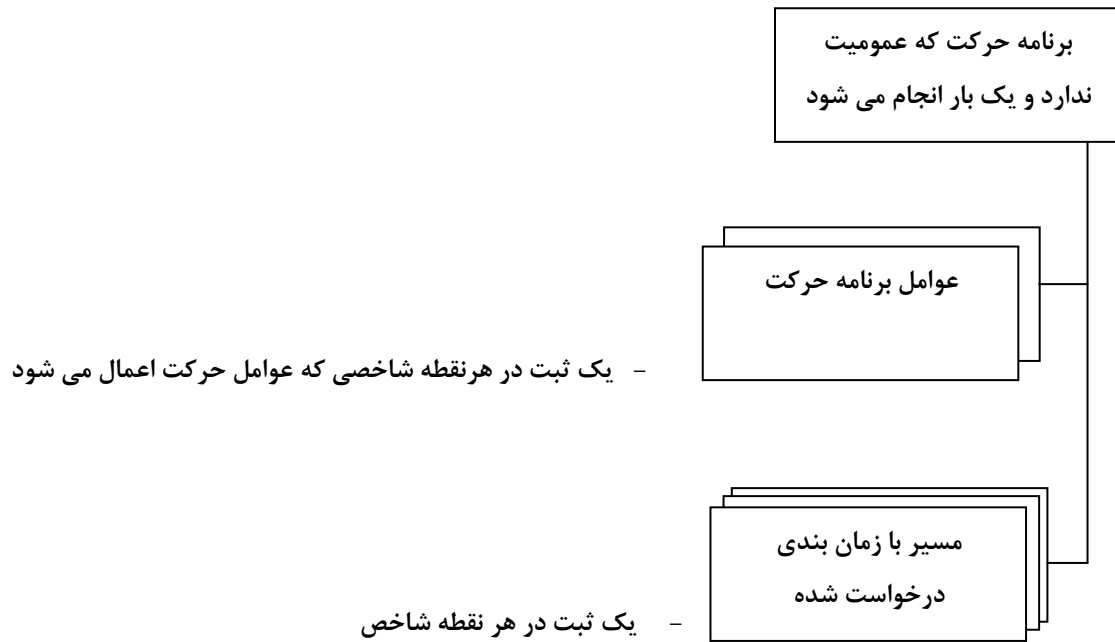 برنامه حرکت که عمومیت
ندارد و یک بار انجام می شود
عوامل برنامه حرکت
- یک ثبت در هرنقطه شاخصی که عوامل حرکت اعمال می شود
مسیر با زمان بندی
درخواست شده
- یک ثبت در هر نقطه شاخص